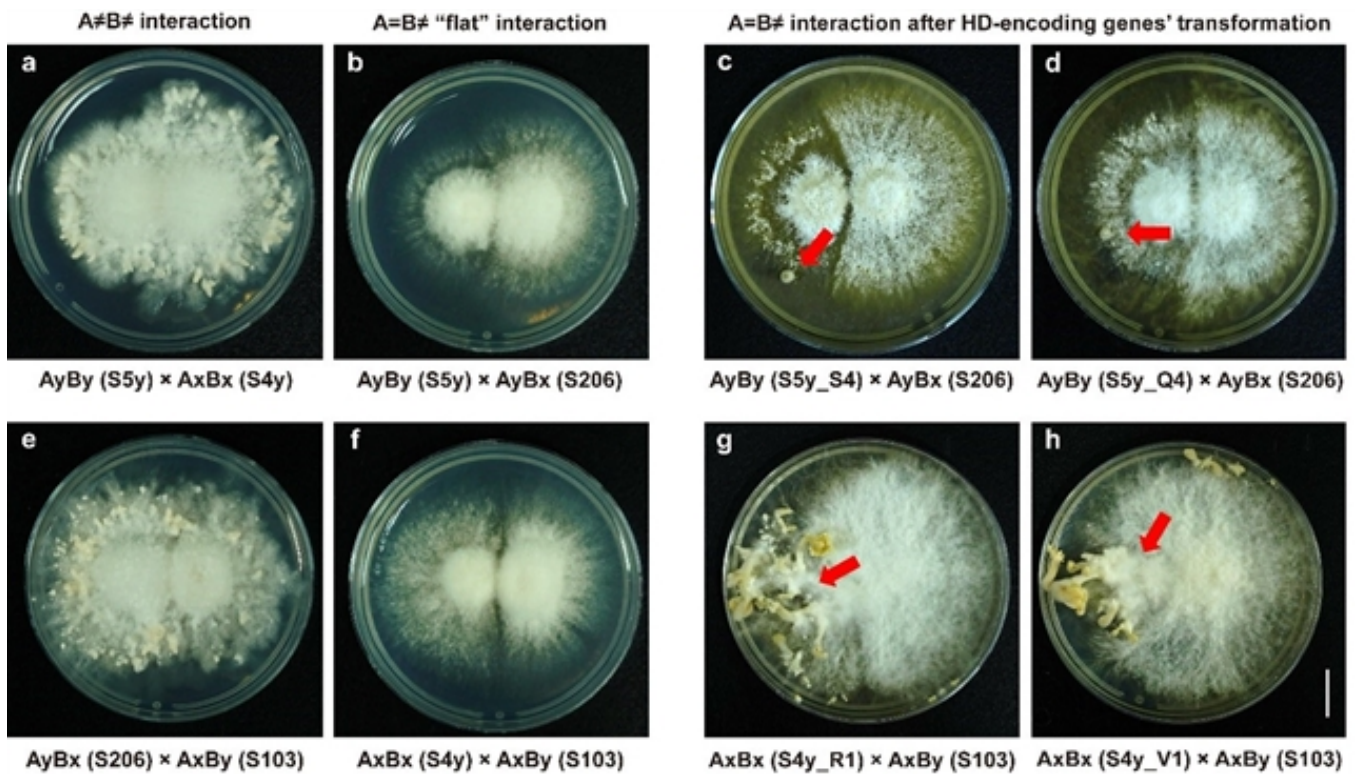 A≠B≠ interaction
A=B≠ “flat” interaction
A=B≠ interaction after HD-encoding genes’ transformation
a
b
c
d
AyBy (S5y) × AxBx (S4y)
AyBy (S5y) × AyBx (S206)
AyBy (S5y_S4) × AyBx (S206)
AyBy (S5y_Q4) × AyBx (S206)
e
f
g
h
AyBx (S206) × AxBy (S103)
AxBx (S4y) × AxBy (S103)
AxBx (S4y_R1) × AxBy (S103)
AxBx (S4y_V1) × AxBy (S103)